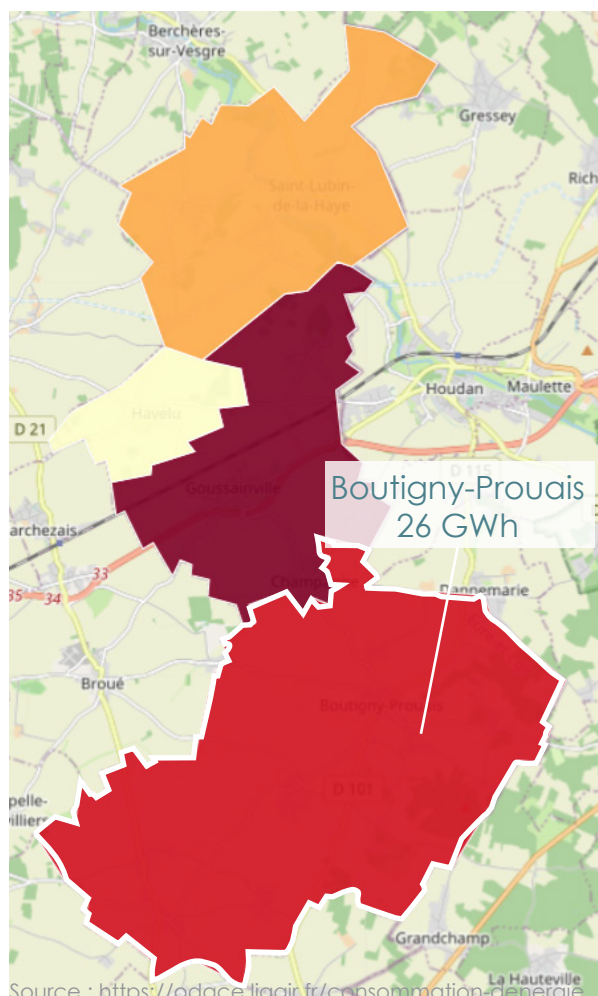 Berchères-
sur-Vesgre
Gressey
Rich
Saint-Lubin-
de-la-Haye
Houdan
Maulette
Havelu
D 21
D 115
Goussainville
Boutigny-Prouais
26 GWh
archezais
33
35
34
Dannemarie
Broué
Boutigny-Prouais
D 101
pelle-
illiers
Grandchamp
La Hauteville
Source : https://odace.ligair.fr/consommation-denergie